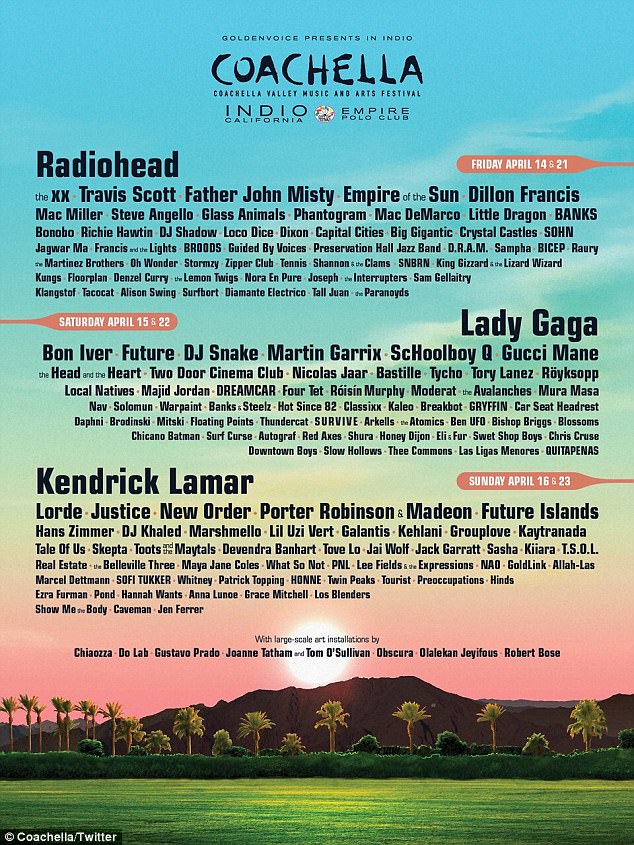 GOLDENVOICE PRESENTS IN INDIO
COACHELLA
COACHELLA VALLEY MUSIC AND ARTS FESTIVAL
INDIO CALIFORNIA EMPIRE POLO CLUB
Radiohead
FRIDAY APRIL 14 & 21
the xx · Travis Scott · Father John Misty · Empire of the Sun · Dillon Francis
Mac Miller · Steve Angello · Glass Animals · Phantogram · Mac DeMarco · Little Dragon · BANKS
Bonobo · Richie Hawtin · DJ Shadow · Loco Dice · Dixon · Capital Cities · Big Gigantic · Crystal Castles · SOHN
Jagwar Ma · Francis and the Lights · BROODS · Guided By Voices · Preservation Hall Jazz Band · D.R.A.M. · Sampha · BICEP · Raury
the Martinez Brothers · Oh Wonder · Stormzy · Zipper Club · Tennis · Shannon & the Clams · SNBRN · King Gizzard & the Lizard Wizard
Kungs · Floorplan · Denzel Curry · the Lemon Twigs · Nora En Pure · Joseph · the Interrupters · Sam Gellaitry
Klangstof · Tacocat · Alison Swing · Surfbort · Diamante Electrico · Tall Juan · the Paranoyds
SATURDAY APRIL 15 & 22
Lady Gaga
Bon Iver · Future · DJ Snake · Martin Garrix · ScHoolboy Q · Gucci Mane
the Head and the Heart · Two Door Cinema Club · Nicolas Jaar · Bastille · Tycho · Tory Lanez · Röyksopp
Local Natives · Majid Jordan · DREAMCAR · Four Tet · Róisín Murphy · Moderat · the Avalanches · Mura Masa
Nav · Solomun · Warpaint · Banks & Steelz · Hot Since 82 · Classixx · Kaleo · Breakbot · GRYFFIN · Car Seat Headrest
Daphni · Brodinski · Mitski · Floating Points · Thundercat · SURVIVE · Arkells · the Atomics · Ben UFO · Bishop Briggs · Blossoms
Chicano Batman · Surf Curse · Autograf · Red Axes · Shura · Honey Dijon · Eli & Fur · Swet Shop Boys · Chris Cruse
Downtown Boys · Slow Hollows · Thee Commons · Las Ligas Menores · QUITAPENAS
Kendrick Lamar
SUNDAY APRIL 16 & 23
Lorde · Justice · New Order · Porter Robinson & Madeon · Future Islands
Hans Zimmer · DJ Khaled · Marshmello · Lil Uzi Vert · Galantis · Kehlani · Grouplove · Kaytranada
Tale Of Us · Skepta · Toots and the Maytals · Devendra Banhart · Tove Lo · Jai Wolf · Jack Garratt · Sasha · Kiiara · T.S.O.L.
Real Estate · the Belleville Three · Maya Jane Coles · What So Not · PNL · Lee Fields & the Expressions · NAO · GoldLink · Allah-Las
Marcel Dettmann · SOFI TUKKER · Whitney · Patrick Topping · HONNE · Twin Peaks · Tourist · Preoccupations · Hinds
Ezra Furman · Pond · Hannah Wants · Anna Lunoe · Grace Mitchell · Los Blenders
Show Me the Body · Caveman · Jen Ferrer
With large-scale art installations by
Chiaozza · Do Lab · Gustavo Prado · Joanne Tatham and Tom O'Sullivan · Obscura · Olalekan Jeyifous · Robert Bose
© Coachella/Twitter